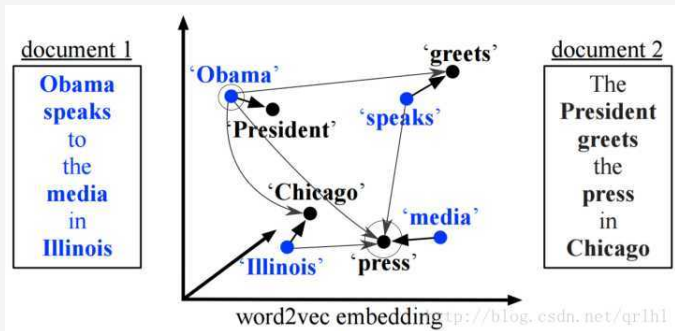 document 1
Obama
speaks
to
the
media
in
Illinois
‘Obama’
‘President’
‘greets’
‘speaks’
‘Chicago’
‘media’
‘Illinois’
‘press’
word2vec embedding
document 2
The
President
greets
the
press
in
Chicago
http://blog.csdn.net/qrlhl